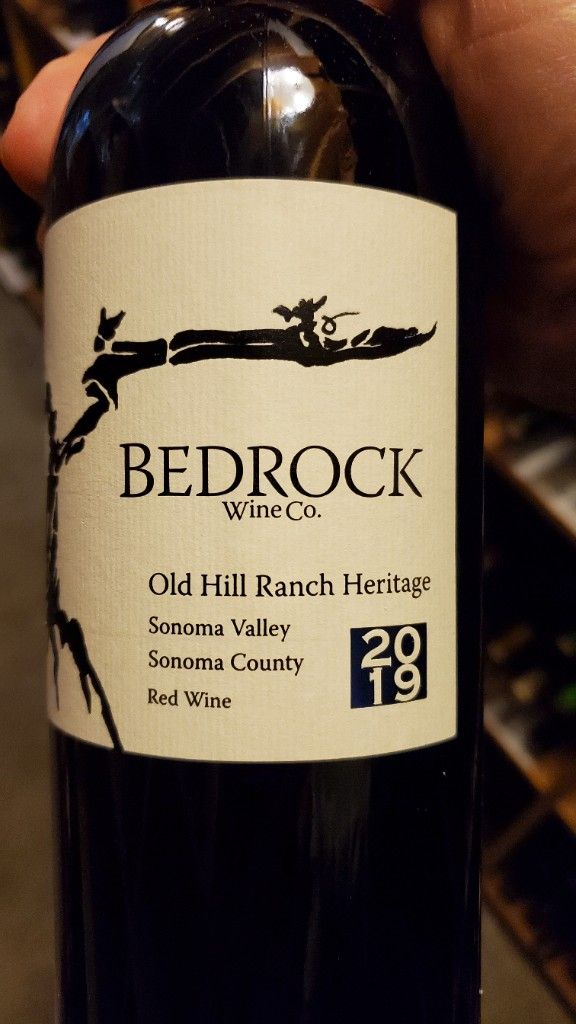 BEDROCK
Wine Co.
Old Hill Ranch Heritage
Sonoma Valley
Sonoma County
Red Wine
20
19